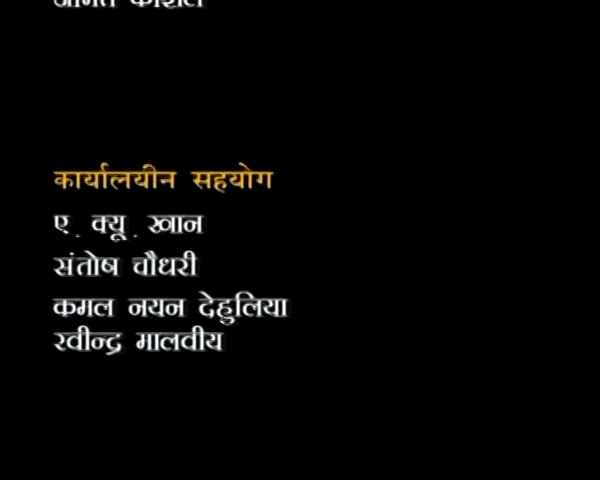 कार्यालयीन सहयोग
ए. क्यू. खान
संतोष चौधरी
कमल नयन देहुलिया
रवीन्द्र मालवीय